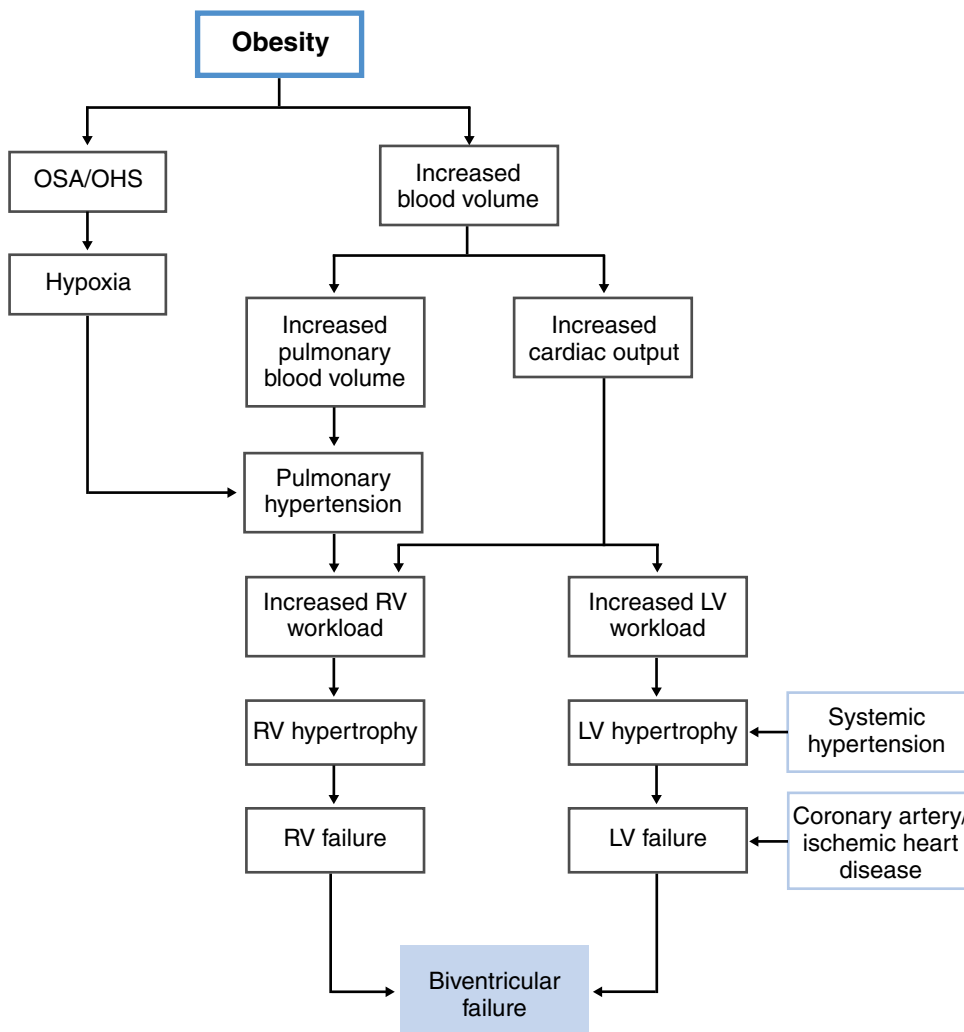 Obesity
OSA/OHS
Increased
blood volume
Hypoxia
Increased
pulmonary
blood volume
Increased
cardiac output
Pulmonary
hypertension
Increased RV
workload
Increased LV
workload
RV hypertrophy
LV hypertrophy
Systemic
hypertension
RV failure
LV failure
Coronary artery/
ischemic heart
disease
Biventricular
failure